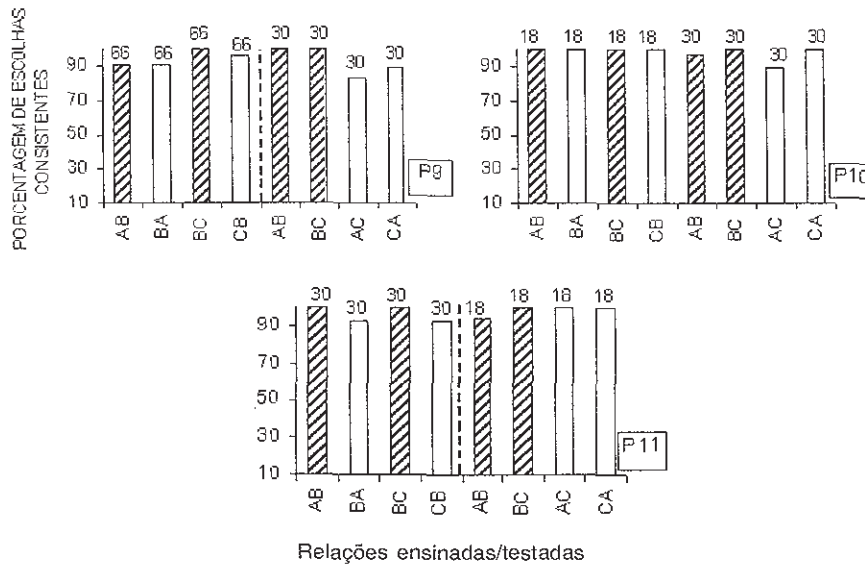 PORCENTAGEM DE ESCOLHAS
CONSISTENTES
66 66 66 66 30 30 30 30
90
70
50
30
10
P9
AB BA BC CB AB BC AC CA
18 18 18 18 30 30 30 30
90
70
50
30
10
P10
AB BA BC CB AB BC AC CA
30 30 30 30 18 18 18 18
90
70
50
30
10
P11
AB BA BC CB AB BC AC CA
Relações ensinadas/testadas